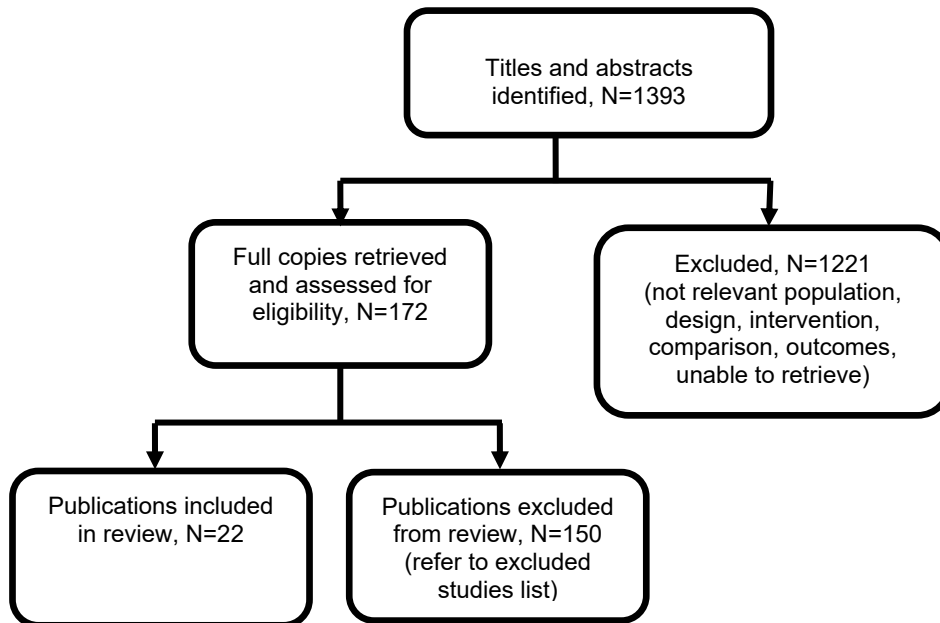 Titles and abstracts
identified, N=1393
Full copies retrieved
and assessed for
eligibility, N=172
Excluded, N=1221
(not relevant population,
design, intervention,
comparison, outcomes,
unable to retrieve)
Publications included
in review, N=22
Publications excluded
from review, N=150
(refer to excluded
studies list)